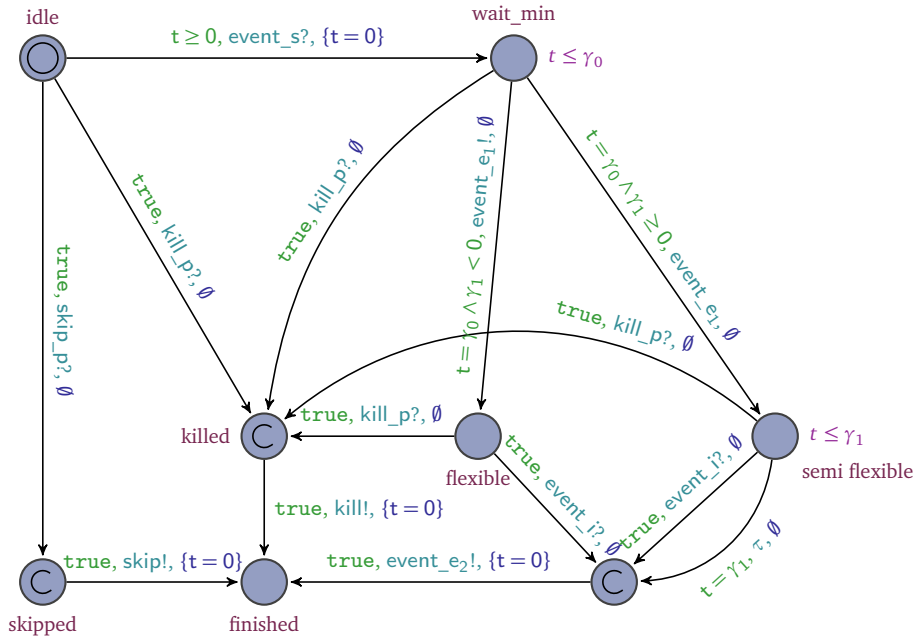 idle
wait_min
t ≥ 0, event_s?, {t = 0}
t ≤ γ₀
true, kill_p?, ∅
true, kill_p?, ∅
t = γ₀ ∧ γ₁ < 0, event_e₁!, ∅
t = γ₀ ∧ γ₁ ≥ 0, event_e₁, ∅
true, skip_p?, ∅
true, kill_p?, ∅
true, kill_p?, ∅
killed
C
t ≤ γ₁
flexible
semi flexible
true, event_i?, ∅
true, event_i?, ∅
true, kill!, {t = 0}
t = γ₁, τ, ∅
true, skip!, {t = 0}
true, event_e₂!, {t = 0}
C
C
skipped
finished